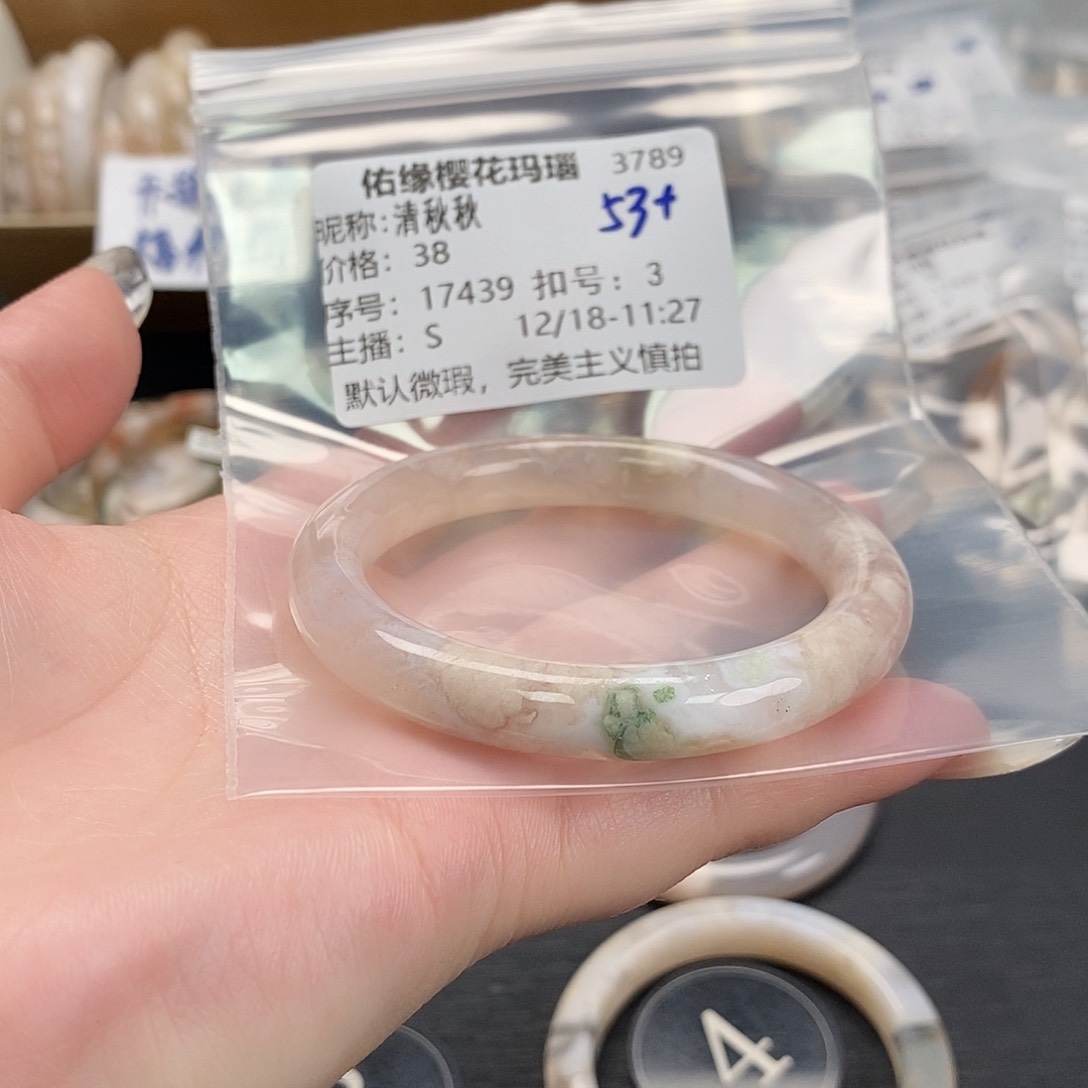 佑缘樱花玛瑙 3789
昵称:清秋秋 53+
价格: 38
序号: 17439 扣号: 3
主播: S 12/18-11:27
默认微瑕，完美主义慎拍
4